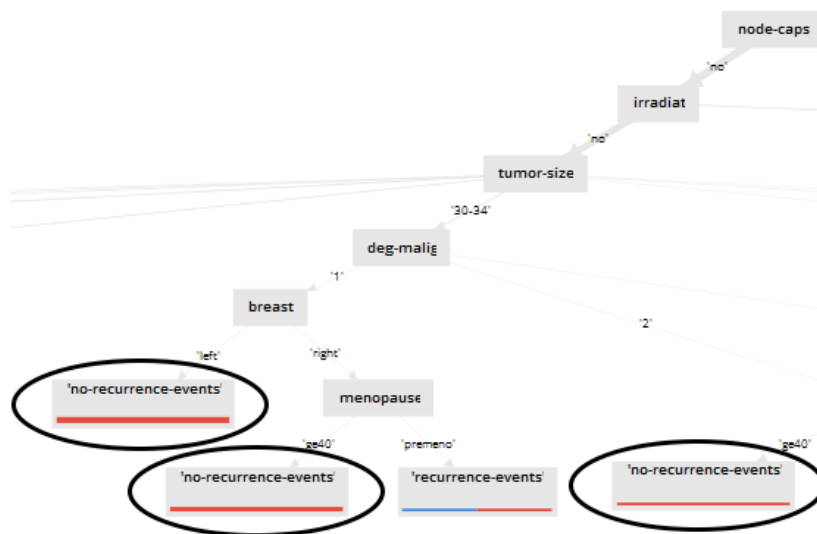 node-caps
'no'
irradiat
'no'
tumor-size
'30-34'
deg-malig
'1'
breast
'2'
'left'
'right'
'no-recurrence-events'
menopause
'ge40'
'premeno'
'ge40'
'no-recurrence-events'
'recurrence-events'
'no-recurrence-events'